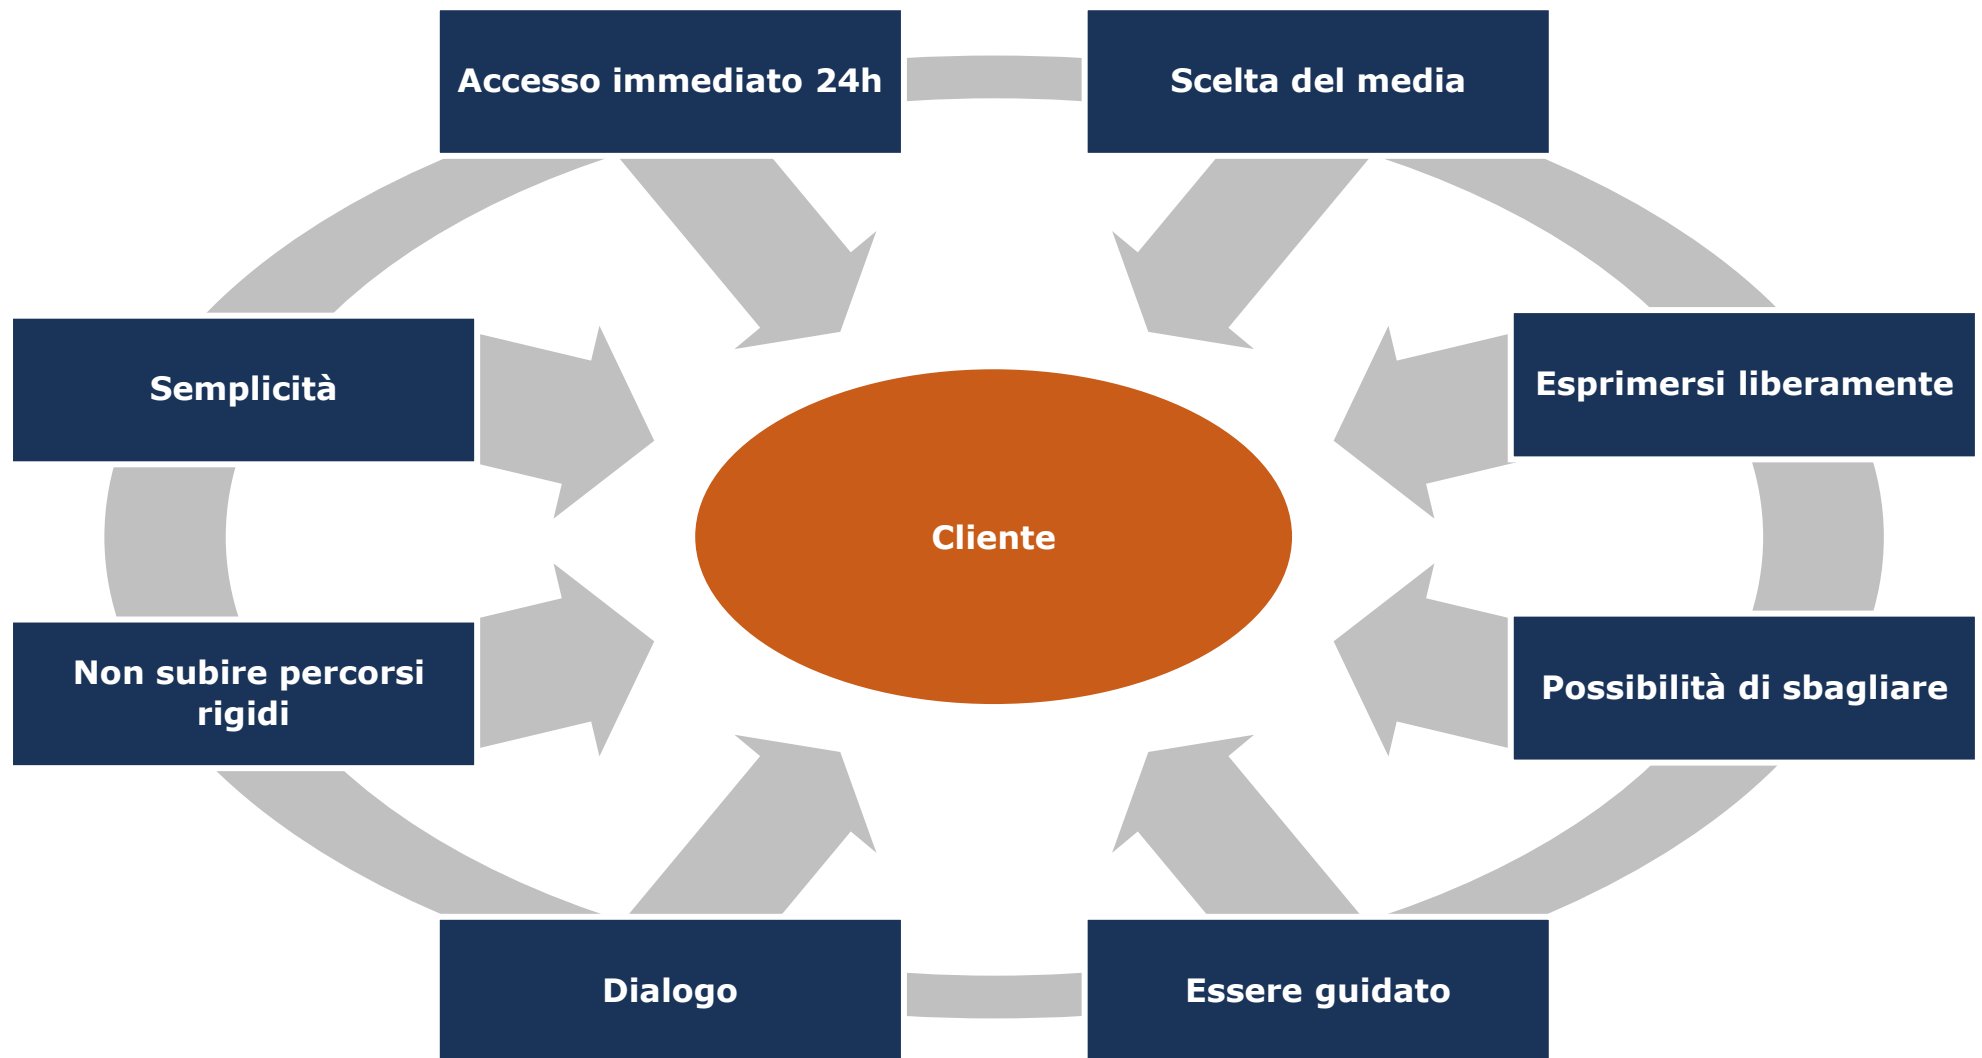 Accesso immediato 24h
Scelta del media
Semplicità
Esprimersi liberamente
Cliente
Non subire percorsi
rigidi
Possibilità di sbagliare
Dialogo
Essere guidato